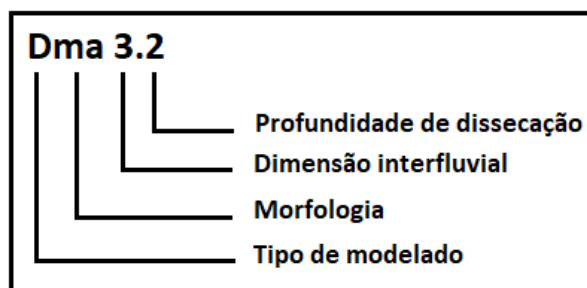 Dma 3.2
Profundidade de dissecação
Dimensão interfluvial
Morfologia
Tipo de modelado